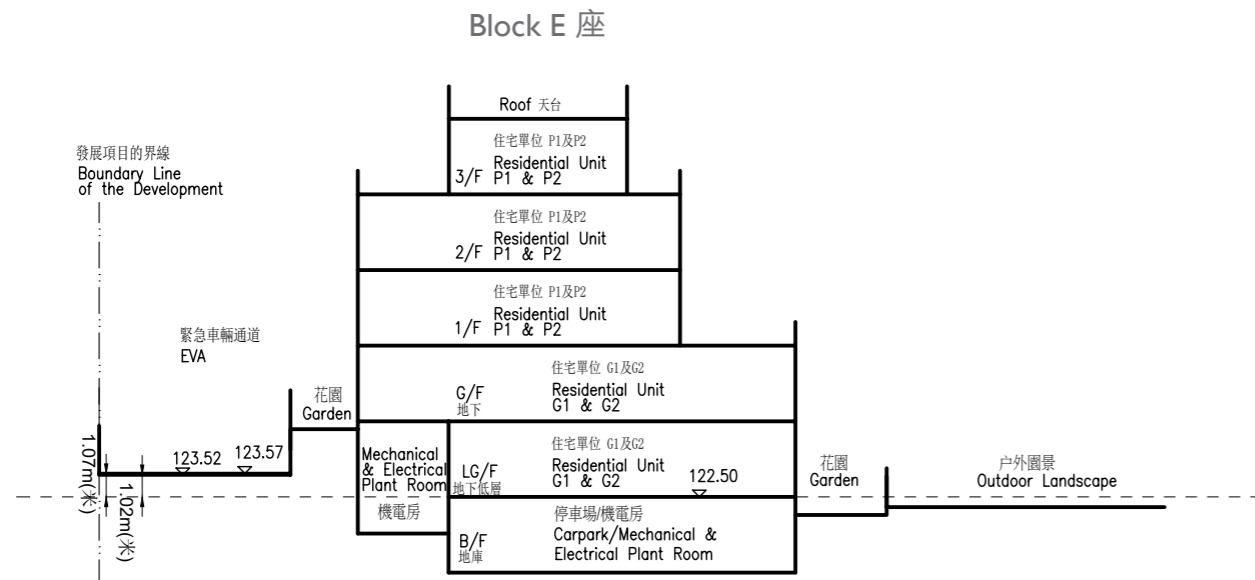 Block E 座
Roof 天台
發展項目的界線
Boundary Line
of the Development
住宅單位 P1及P2
Residential Unit
3/F P1 & P2
住宅單位 P1及P2
Residential Unit
2/F P1 & P2
住宅單位 P1及P2
Residential Unit
1/F P1 & P2
緊急車輛通道
EVA
花園
Garden
住宅單位 G1及G2
G/F Residential Unit
地下 G1 & G2
1.07m(米)
1.02m(米)
123.52
123.57
Mechanical
& Electrical
Plant Room
機電房
住宅單位 G1及G2
LG/F Residential Unit
地下低層 G1 & G2
122.50
花園
Garden
户外園景
Outdoor Landscape
停車場/機電房
B/F Carpark/Mechanical &
地庫 Electrical Plant Room